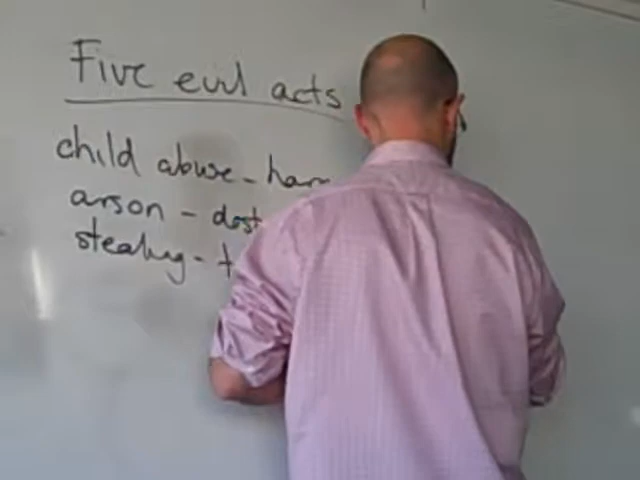 Five evil acts
child abuse - harm
arson - dest
stealing - t